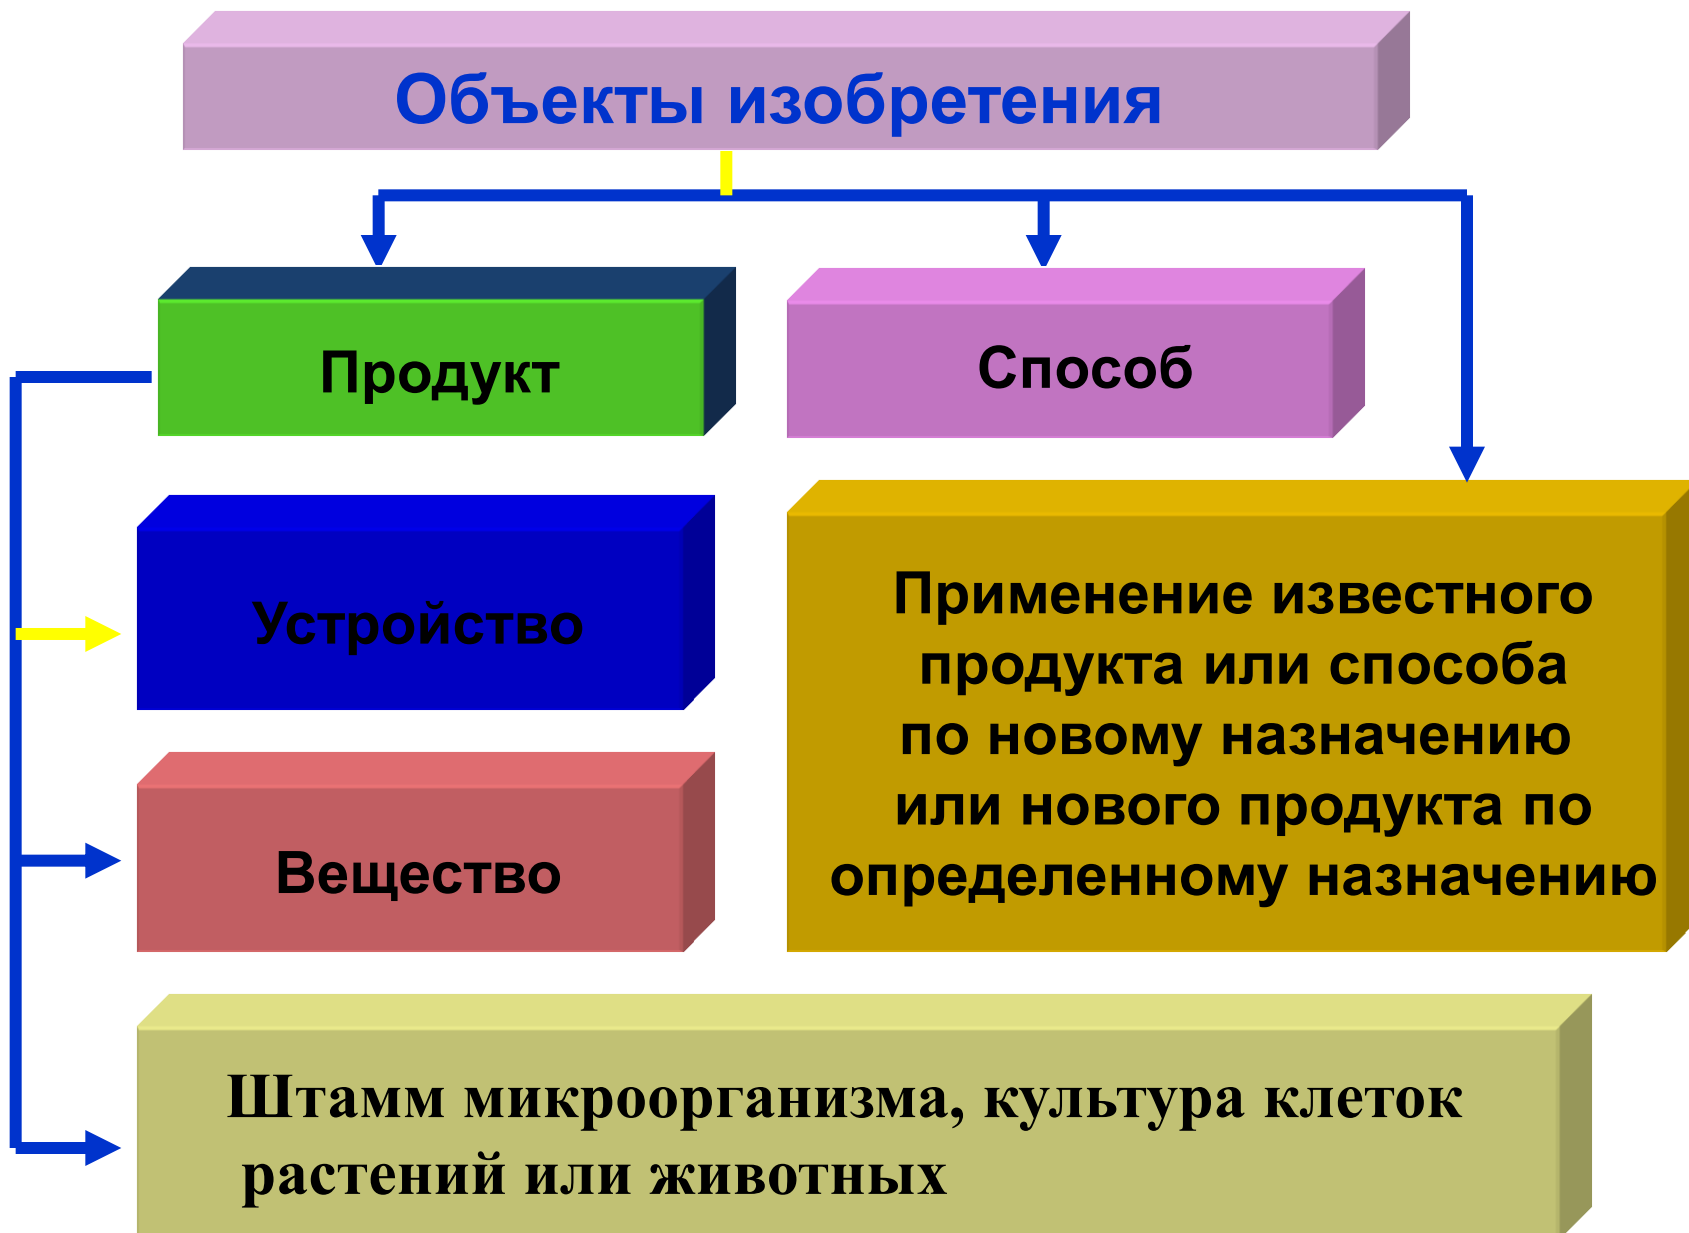 Объекты изобретения
Продукт
Способ
Устройство
Применение известного
продукта или способа
по новому назначению
или нового продукта по
определенному назначению
Вещество
Штамм микроорганизма, культура клеток
растений или животных